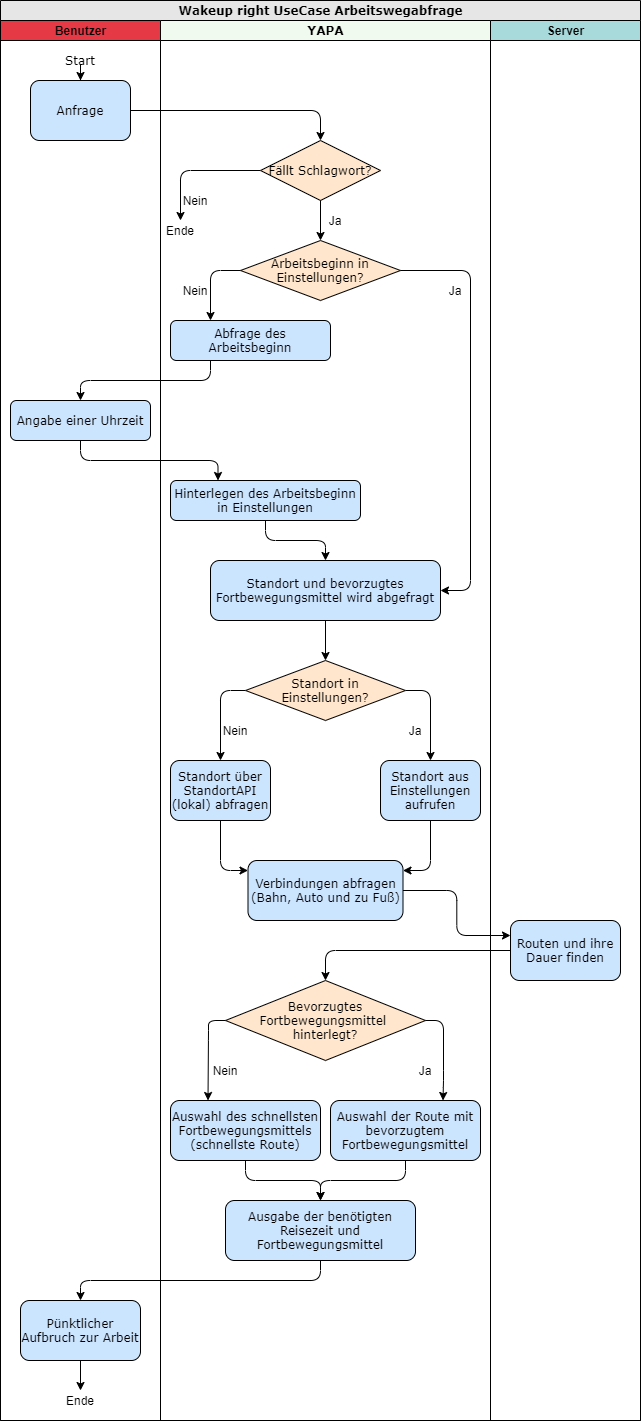 Wakeup right UseCase Arbeitswegabfrage
Benutzer
YAPA
Server
Start
Anfrage
Fällt Schlagwort?
Nein
Ende
Ja
Arbeitsbeginn in
Einstellungen?
Nein
Ja
Abfrage des
Arbeitsbeginn
Angabe einer Uhrzeit
Hinterlegen des Arbeitsbeginn
in Einstellungen
Standort und bevorzugtes
Fortbewegungsmittel wird abgefragt
Standort in
Einstellungen?
Nein
Ja
Standort über
StandortAPI
(lokal) abfragen
Standort aus
Einstellungen
aufrufen
Verbindungen abfragen
(Bahn, Auto und zu Fuß)
Routen und ihre
Dauer finden
Bevorzugtes
Fortbewegungsmittel
hinterlegt?
Nein
Ja
Auswahl des schnellsten
Fortbewegungsmittels
(schnellste Route)
Auswahl der Route mit
bevorzugtem
Fortbewegungsmittel
Ausgabe der benötigten
Reisezeit und
Fortbewegungsmittel
Pünktlicher
Aufbruch zur Arbeit
Ende